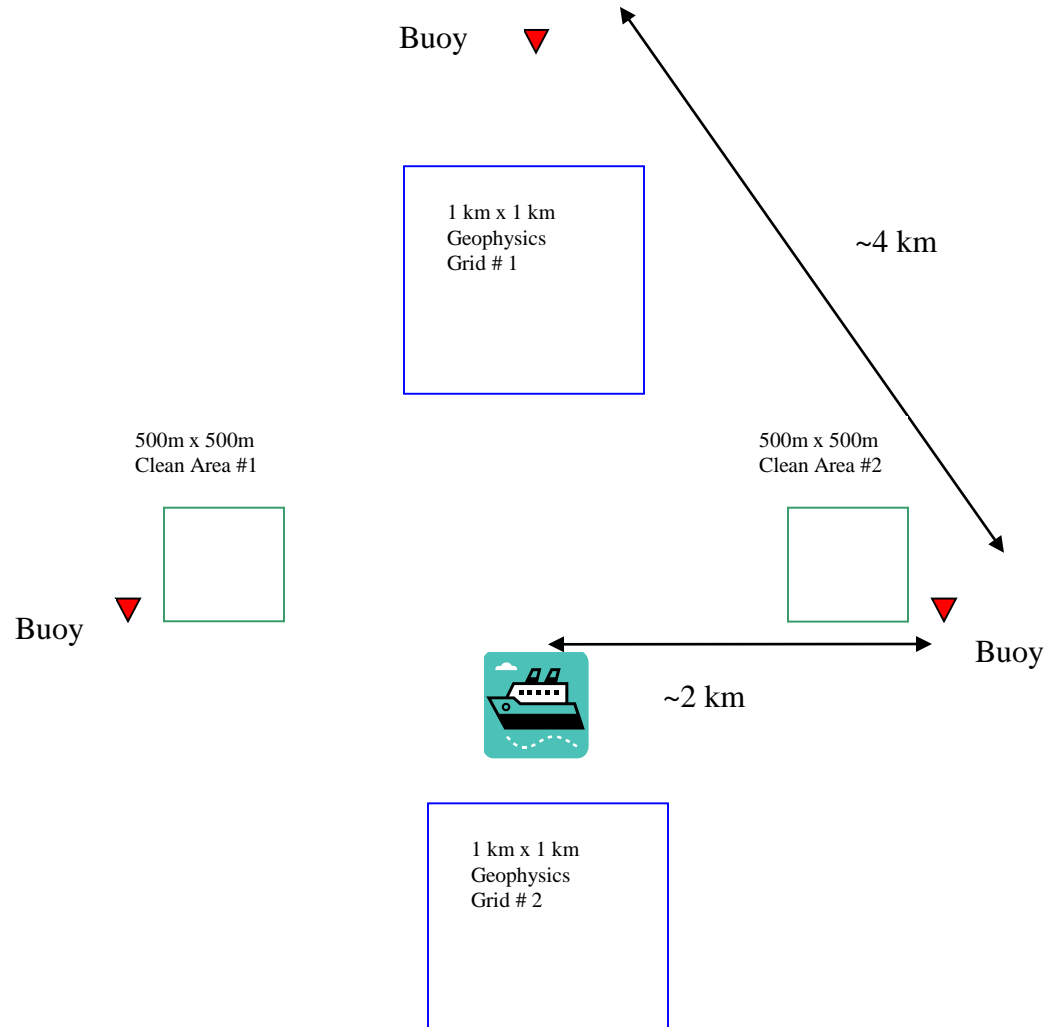 Buoy
1 km x 1 km
Geophysics
Grid # 1
~4 km
500m x 500m
Clean Area #1
500m x 500m
Clean Area #2
Buoy
Buoy
~2 km
1 km x 1 km
Geophysics
Grid # 2